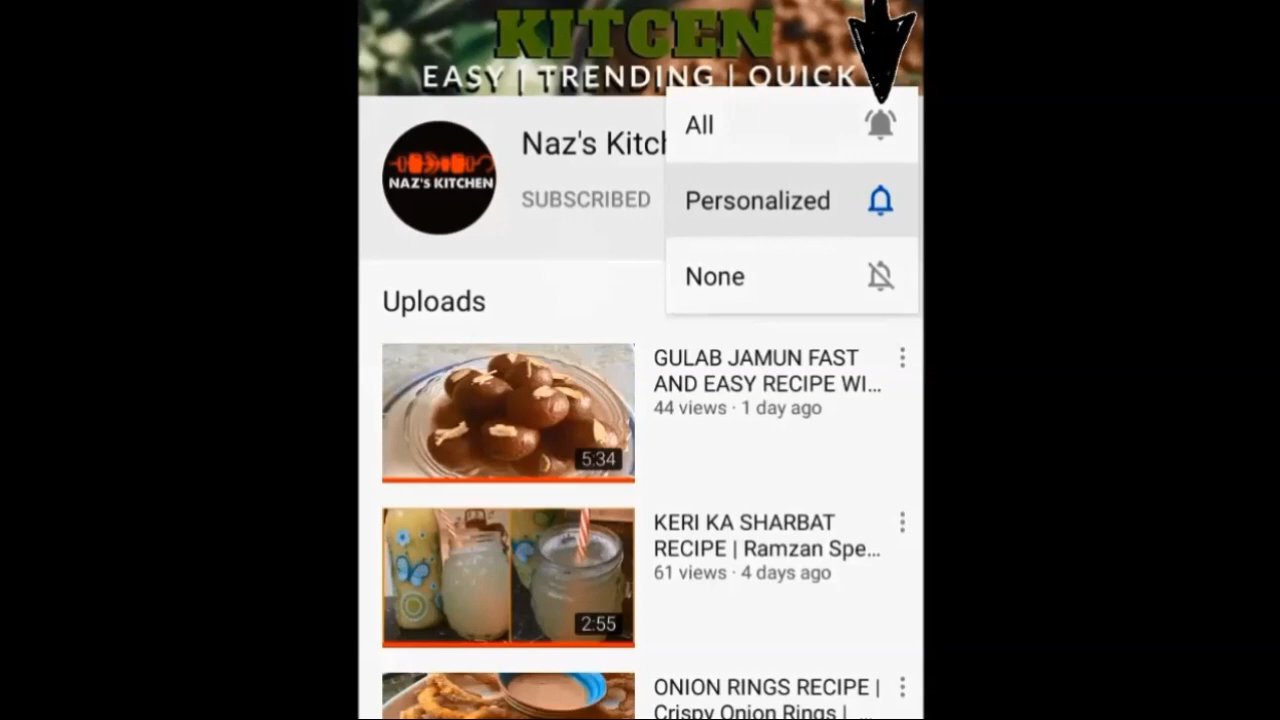 KITCEN
EASY | TRENDING | QUICK
All
Naz's Kitch
NAZ's KITCHEN
SUBSCRIBED
Personalized
None
Uploads
GULAB JAMUN FAST
AND EASY RECIPE WI...
44 views · 1 day ago
5:34
KERI KA SHARBAT
RECIPE | Ramzan Spe...
61 views · 4 days ago
2:55
ONION RINGS RECIPE |
Crispy Onion Rings | ...